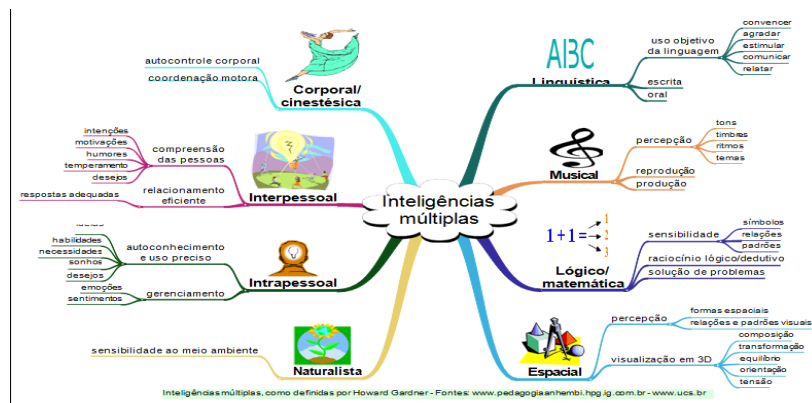 Inteligências
múltiplas
AIBC
Linguística
uso objetivo
da linguagem
convencer
agradar
estimular
comunicar
relatar
escrita
oral
Musical
percepção
tons
timbres
ritmos
temas
reprodução
produção
1+1=
1
2
3
Lógico/
matemática
sensibilidade
símbolos
relações
padrões
raciocínio lógico/dedutivo
solução de problemas
Espacial
percepção
formas espaciais
relações e padrões visuais
visualização em 3D
composição
transformação
equilíbrio
orientação
tensão
Corporal/
cinestésica
autocontrole corporal
coordenação motora
Interpessoal
compreensão
das pessoas
intenções
motivações
humores
temperamento
desejos
relacionamento
eficiente
respostas adequadas
Intrapessoal
autoconhecimento
e uso preciso
habilidades
necessidades
sonhos
desejos
gerenciamento
emoções
sentimentos
Naturalista
sensibilidade ao meio ambiente
Inteligências múltiplas, como definidas por Howard Gardner - Fontes: www.pedagogiaanhembi.hpg.ig.com.br - www.ucs.br